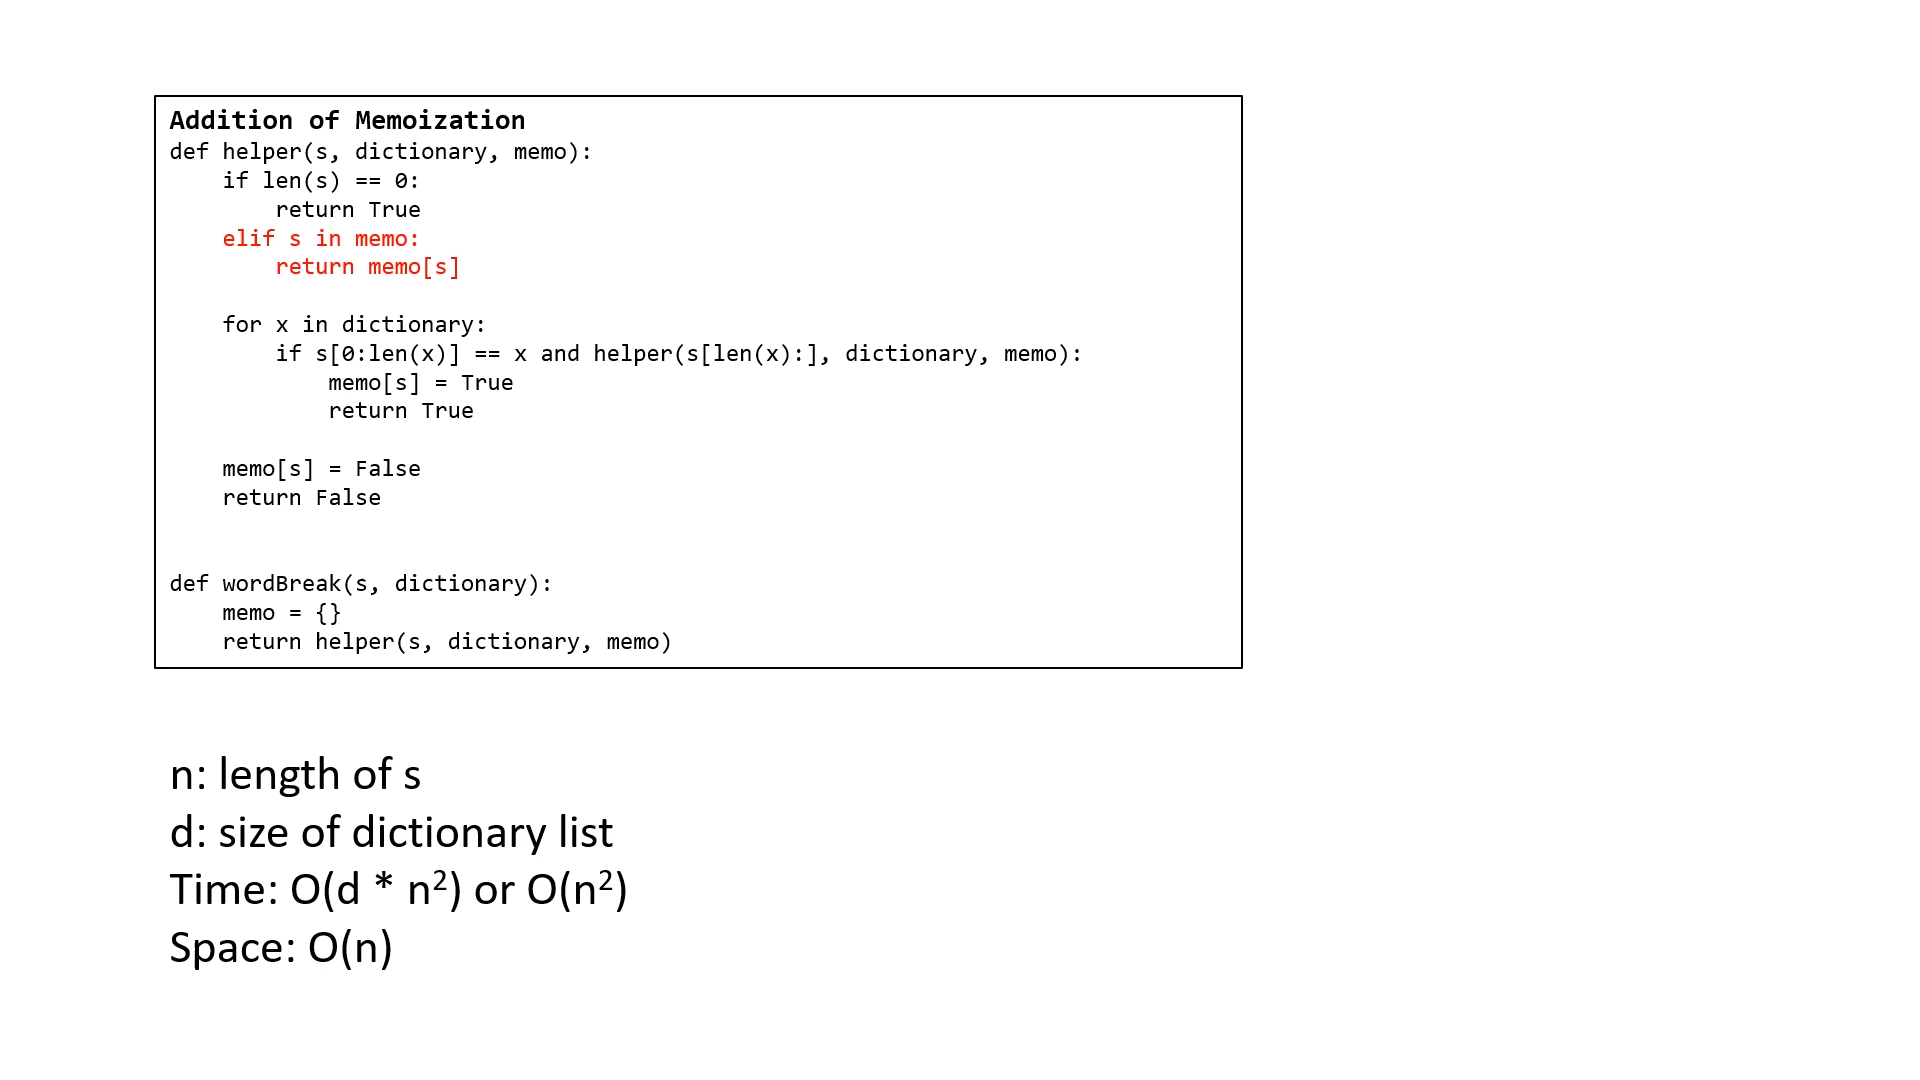 Addition of Memoization
def helper(s, dictionary, memo):
    if len(s) == 0:
        return True
    elif s in memo:
        return memo[s]

    for x in dictionary:
        if s[0:len(x)] == x and helper(s[len(x):], dictionary, memo):
            memo[s] = True
            return True

    memo[s] = False
    return False

def wordBreak(s, dictionary):
    memo = {}
    return helper(s, dictionary, memo)
n: length of s
d: size of dictionary list
Time: O(d * n²) or O(n²)
Space: O(n)